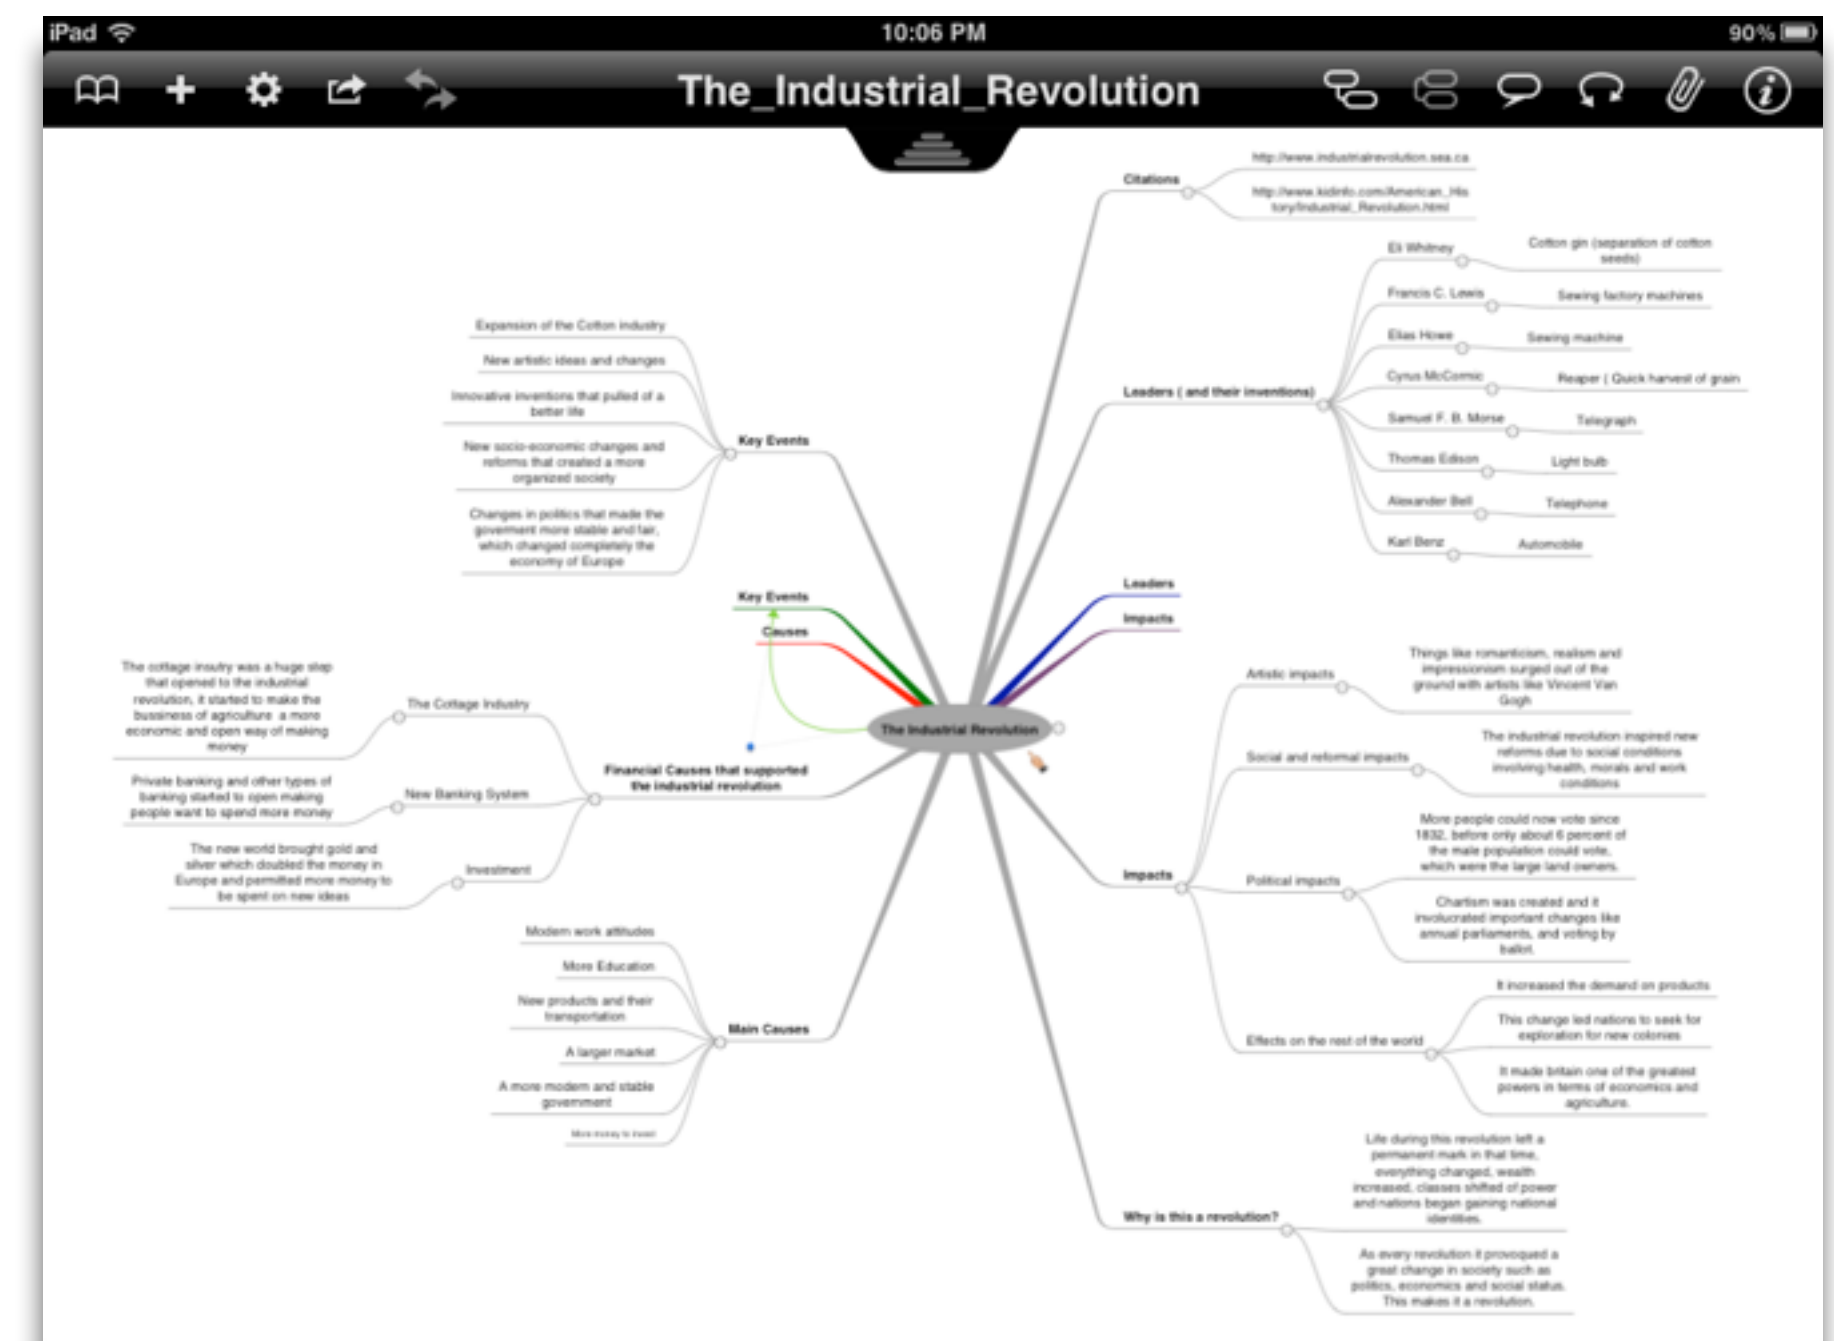 iPad
10:06 PM
90%
The_Industrial_Revolution
Citations
http://www.industrialrevolution.sea.ca
http://www.kidinfo.com/American_His
tory/Industrial_Revolution.html
Leaders ( and their inventions)
Eli Whitney
Cotton gin (separation of cotton
seeds)
Francis C. Lewis
Sewing factory machines
Elias Howe
Sewing machine
Cyrus McCormic
Reaper ( Quick harvest of grain
Samuel F. B. Morse
Telegraph
Thomas Edison
Light bulb
Alexander Bell
Telephone
Karl Benz
Automobile
Key Events
Expansion of the Cotton industry
New artistic ideas and changes
Innovative inventions that pulled of a
better life
New socio-economic changes and
reforms that created a more
organized society
Changes in politics that made the
goverment more stable and fair,
which changed completely the
economy of Europe
Key Events
Causes
Leaders
Impacts
The Industrial Revolution
Financial Causes that supported
the industrial revolution
The Cottage Industry
The cottage insutry was a huge step
that opened to the industrial
revolution, it started to make the
bussiness of agriculture a more
economic and open way of making
money
New Banking System
Private banking and other types of
banking started to open making
people want to spend more money
Investment
The new world brought gold and
silver which doubled the money in
Europe and permitted more money to
be spent on new ideas
Main Causes
Modern work attitudes
More Education
New products and their
transportation
A larger market
A more modern and stable
government
More money to invest
Impacts
Artistic impacts
Things like romanticism, realism and
impressionism surged out of the
ground with artists like Vincent Van
Gogh
Social and reformal impacts
The industrial revolution inspired new
reforms due to social conditions
involving health, morals and work
conditions
Political impacts
More people could now vote since
1832, before only about 6 percent of
the male population could vote,
which were the large land owners.
Chartism was created and it
involucrated important changes like
annual parliaments, and voting by
ballot.
Effects on the rest of the world
It increased the demand on products
This change led nations to seek for
exploration for new colonies
It made britain one of the greatest
powers in terms of economics and
agriculture.
Why is this a revolution?
Life during this revolution left a
permanent mark in that time,
everything changed, wealth
increased, classes shifted of power
and nations began gaining national
identities.
As every revolution it provoqued a
great change in society such as
politics, economics and social status.
This makes it a revolution.